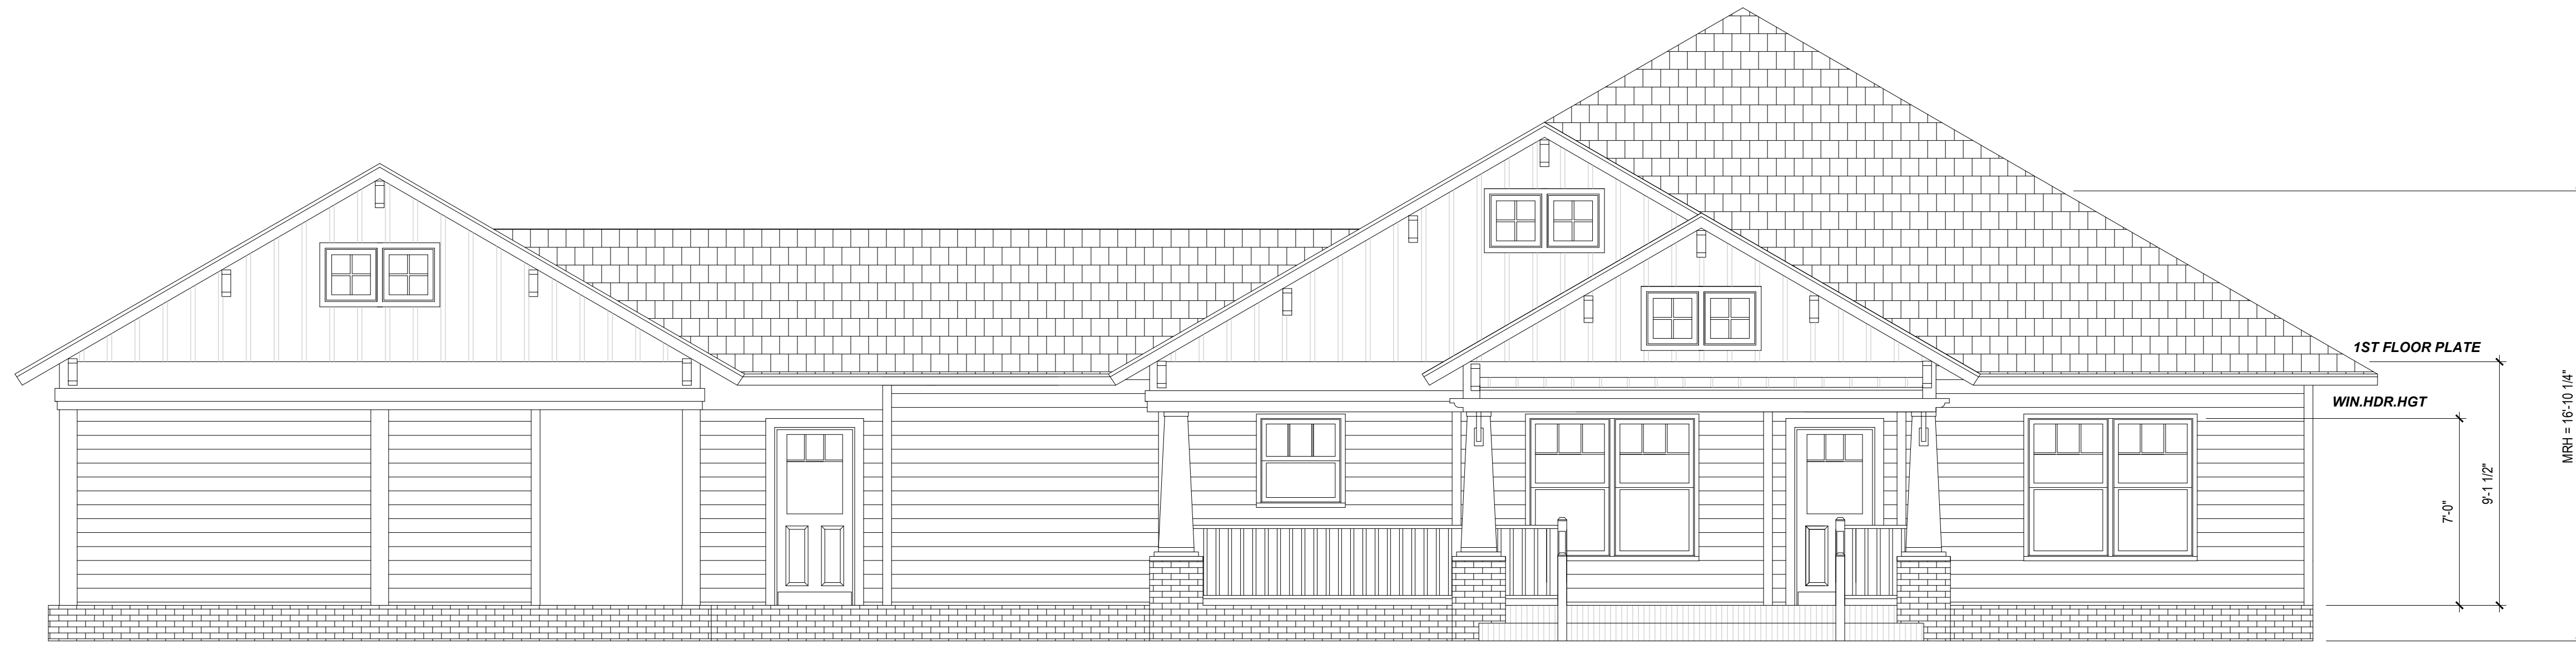 1ST FLOOR PLATE
WIN.HDR.HGT
7'-0"
9'-1 1/2"
MRH = 16'-10 1/4"